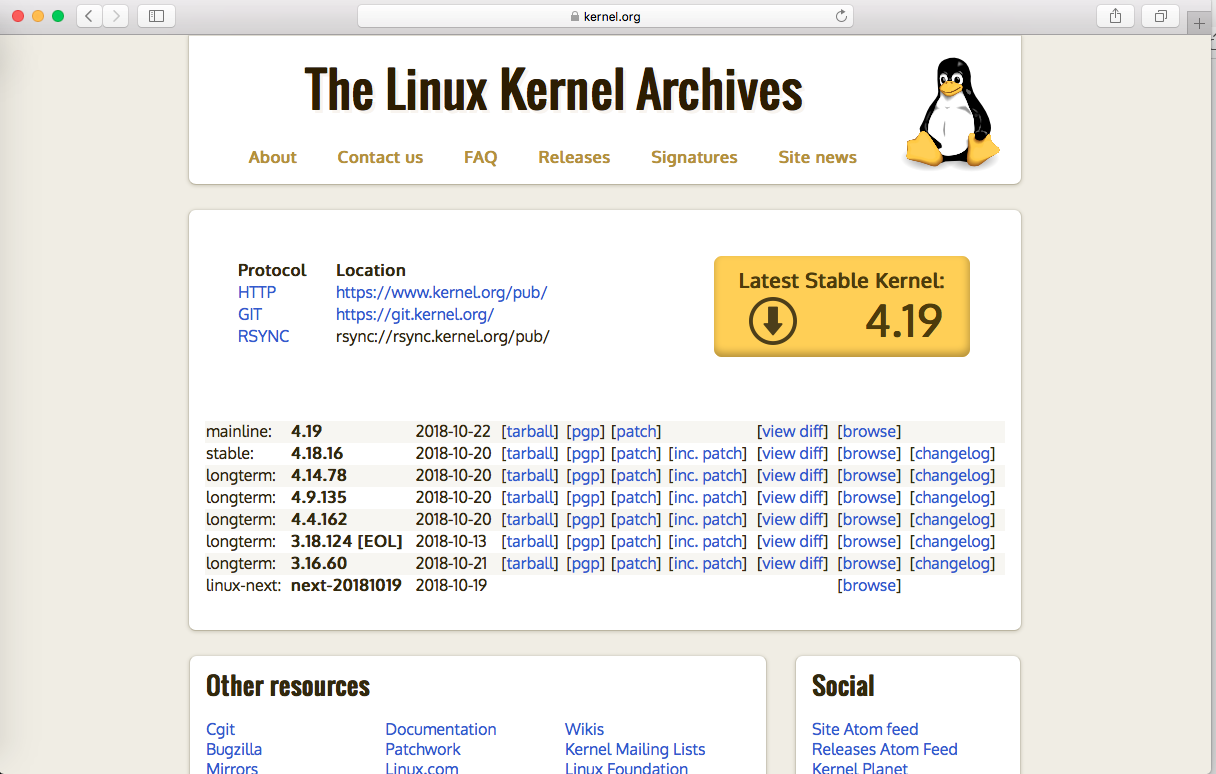 kernel.org
The Linux Kernel Archives
About Contact us FAQ Releases Signatures Site news
Protocol Location
HTTP https://www.kernel.org/pub/
GIT https://git.kernel.org/
RSYNC rsync://rsync.kernel.org/pub/
Latest Stable Kernel:
4.19
mainline: 4.19 2018-10-22 [tarball] [pgp] [patch] [view diff] [browse]
stable: 4.18.16 2018-10-20 [tarball] [pgp] [patch] [inc. patch] [view diff] [browse] [changelog]
longterm: 4.14.78 2018-10-20 [tarball] [pgp] [patch] [inc. patch] [view diff] [browse] [changelog]
longterm: 4.9.135 2018-10-20 [tarball] [pgp] [patch] [inc. patch] [view diff] [browse] [changelog]
longterm: 4.4.162 2018-10-20 [tarball] [pgp] [patch] [inc. patch] [view diff] [browse] [changelog]
longterm: 3.18.124 [EOL] 2018-10-13 [tarball] [pgp] [patch] [inc. patch] [view diff] [browse] [changelog]
longterm: 3.16.60 2018-10-21 [tarball] [pgp] [patch] [inc. patch] [view diff] [browse] [changelog]
linux-next: next-20181019 2018-10-19 [browse]
Other resources
Cgit Documentation Wikis
Bugzilla Patchwork Kernel Mailing Lists
Mirrors Linux.com Linux Foundation
Social
Site Atom feed
Releases Atom Feed
Kernel Planet